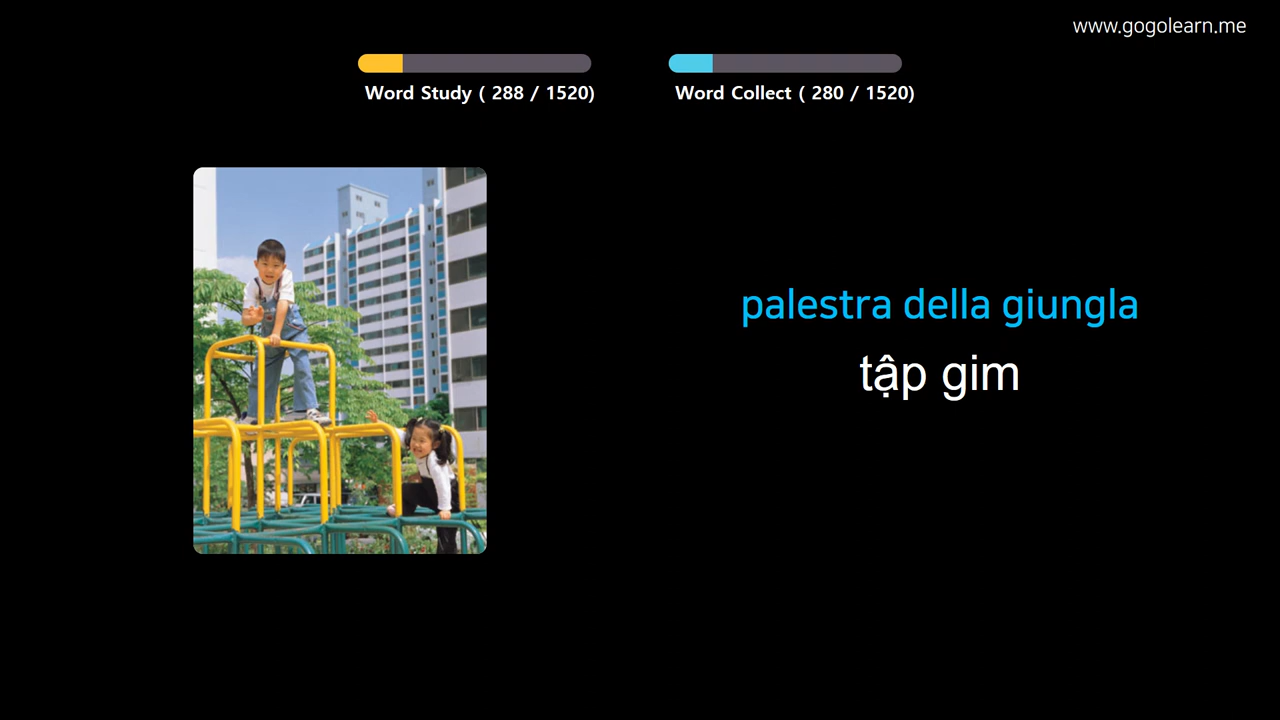 www.gogolearn.me
Word Study ( 288 / 1520)
Word Collect ( 280 / 1520)
palestra della giungla
tập gim